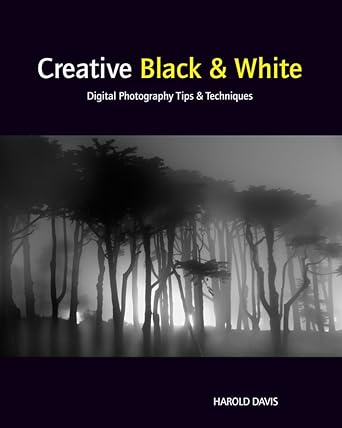 Creative Black & White
Digital Photography Tips & Techniques
HAROLD DAVIS